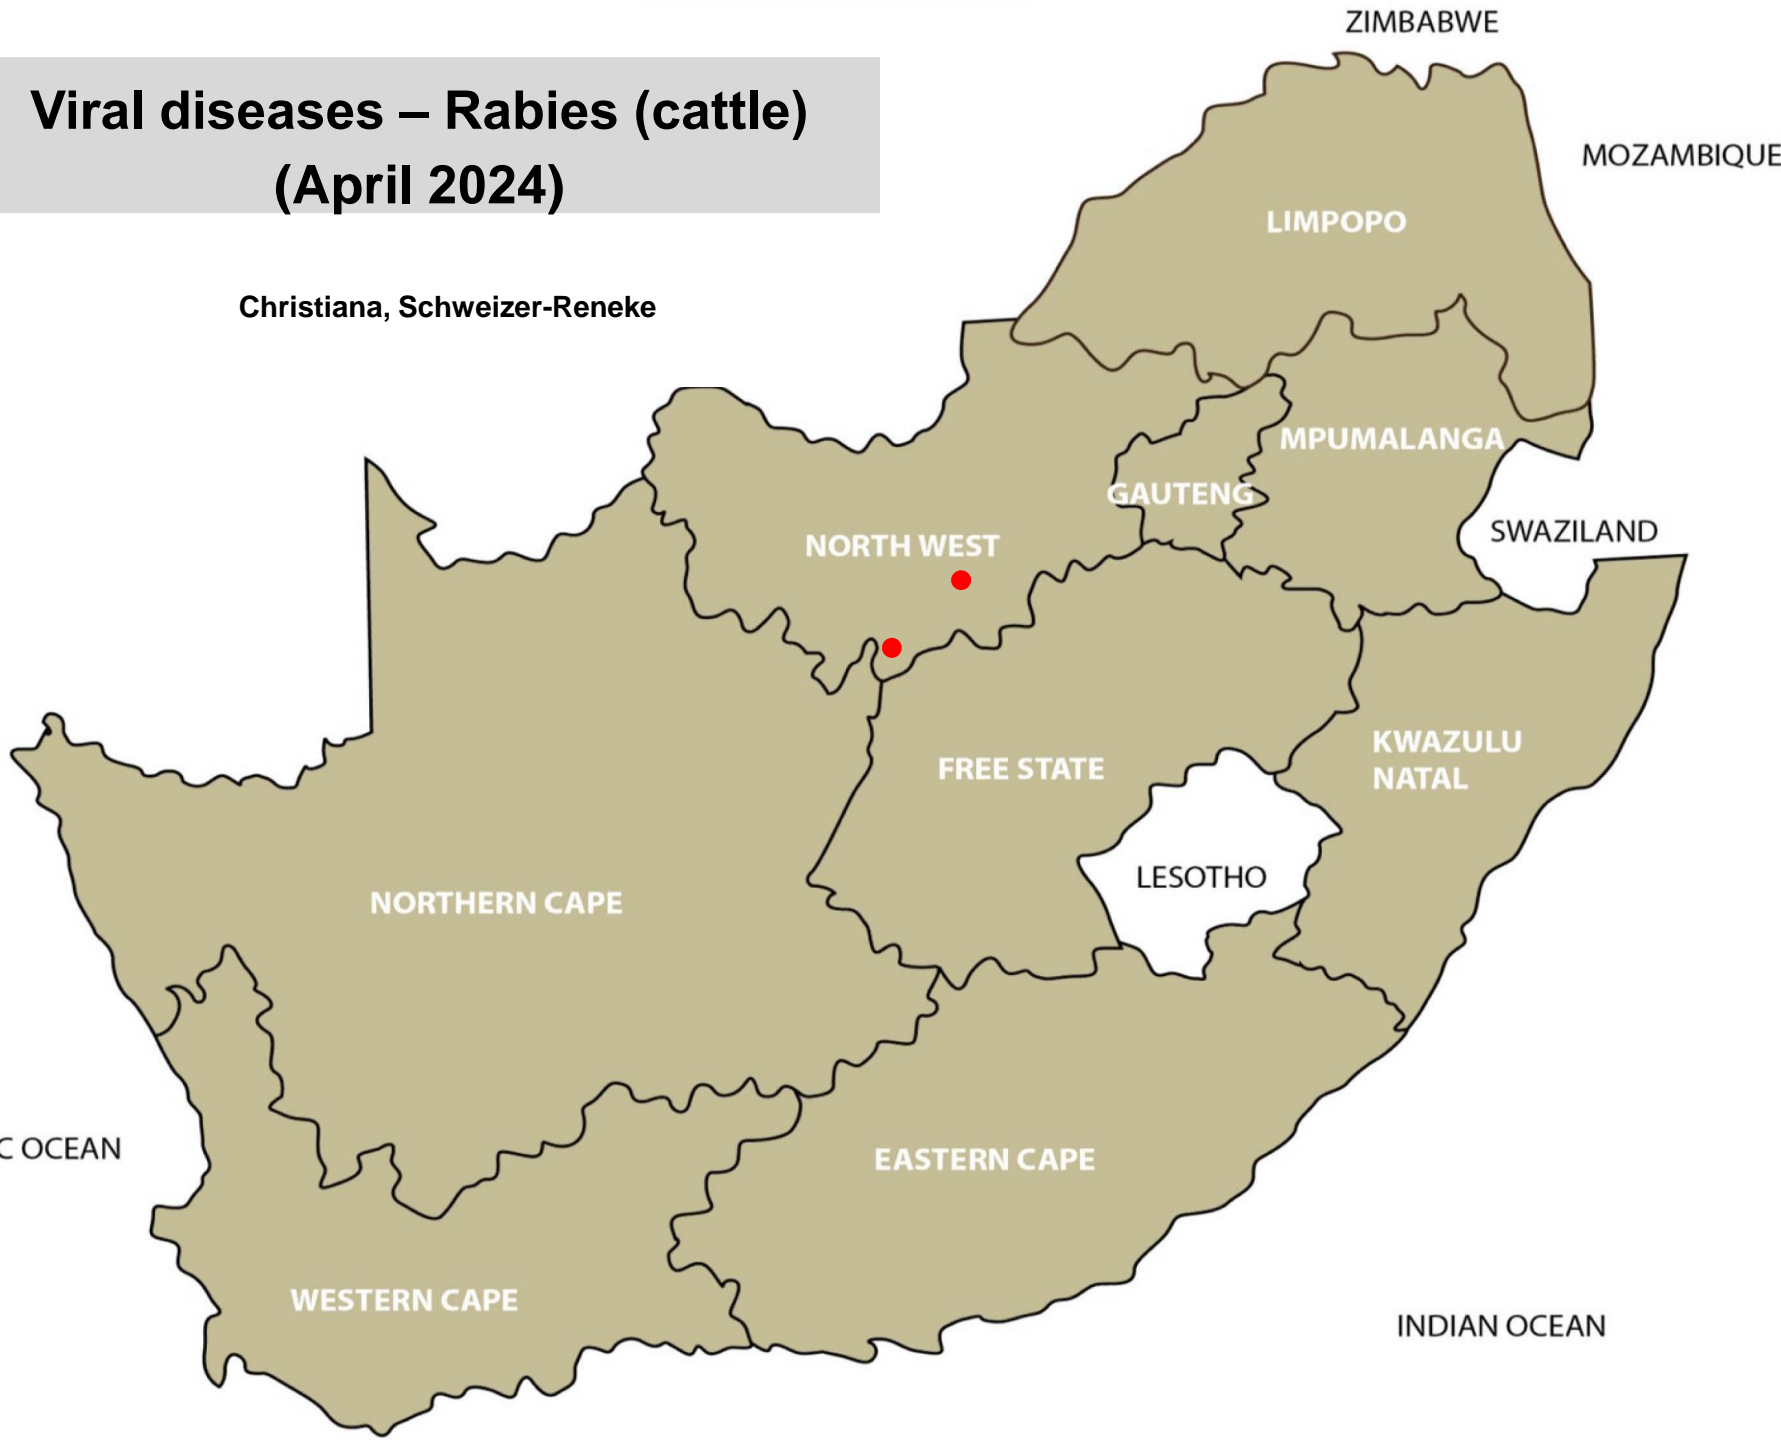 ZIMBABWE
Viral diseases – Rabies (cattle)
(April 2024)
MOZAMBIQUE
LIMPOPO
Christiana, Schweizer-Reneke
MPUMALANGA
GAUTENG
SWAZILAND
NORTH WEST
KWAZULU
NATAL
FREE STATE
LESOTHO
NORTHERN CAPE
C OCEAN
EASTERN CAPE
WESTERN CAPE
INDIAN OCEAN